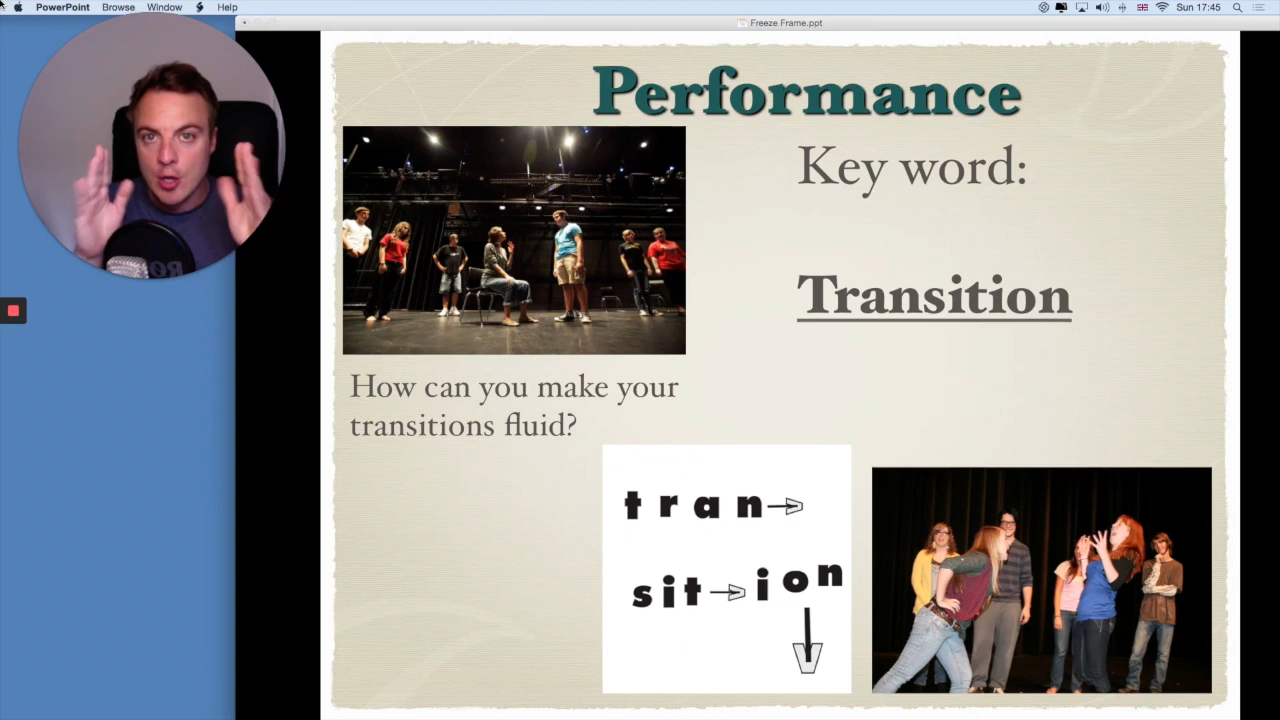 PowerPoint Browse Window Help
Sun 17:45
Freeze Frame.ppt
Performance
Key word:
Transition
How can you make your
transitions fluid?
tran
sition